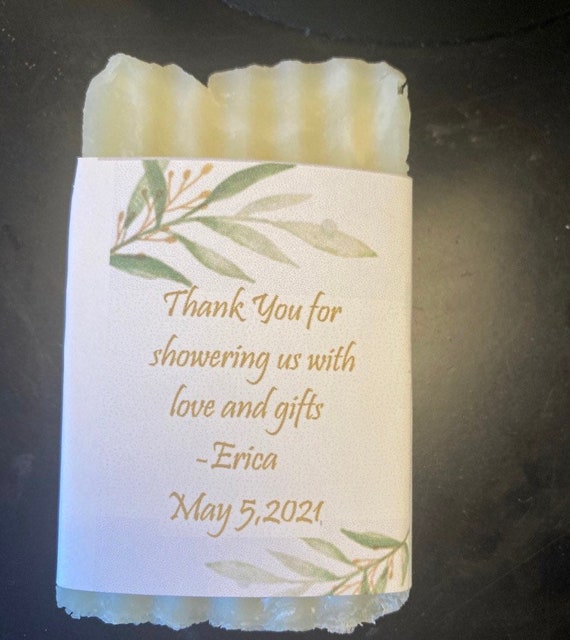 Thank You for
showering us with
love and gifts
-Erica
May 5,2021